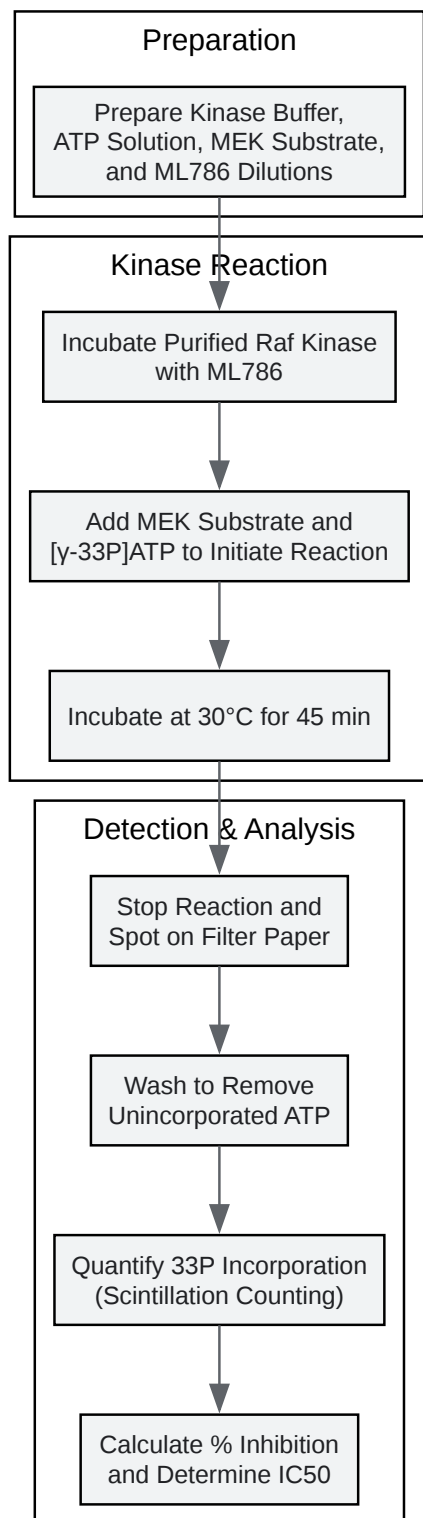 Preparation
Prepare Kinase Buffer,
ATP Solution, MEK Substrate,
and ML786 Dilutions
Kinase Reaction
Incubate Purified Raf Kinase
with ML786
Add MEK Substrate and
[γ-33P]ATP to Initiate Reaction
Incubate at 30°C for 45 min
Detection & Analysis
Stop Reaction and
Spot on Filter Paper
Wash to Remove
Unincorporated ATP
Quantify 33P Incorporation
(Scintillation Counting)
Calculate % Inhibition
and Determine IC50